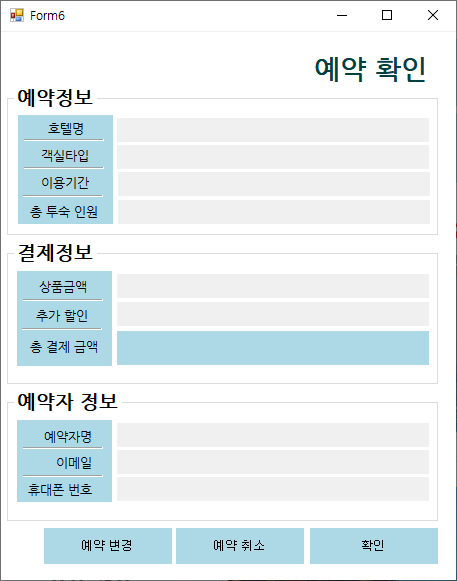 Form6
예약 확인
예약정보
호텔명
객실타입
이용기간
총 투숙 인원
결제정보
상품금액
추가 할인
총 결제 금액
예약자 정보
예약자명
이메일
휴대폰 번호
예약 변경
예약 취소
확인